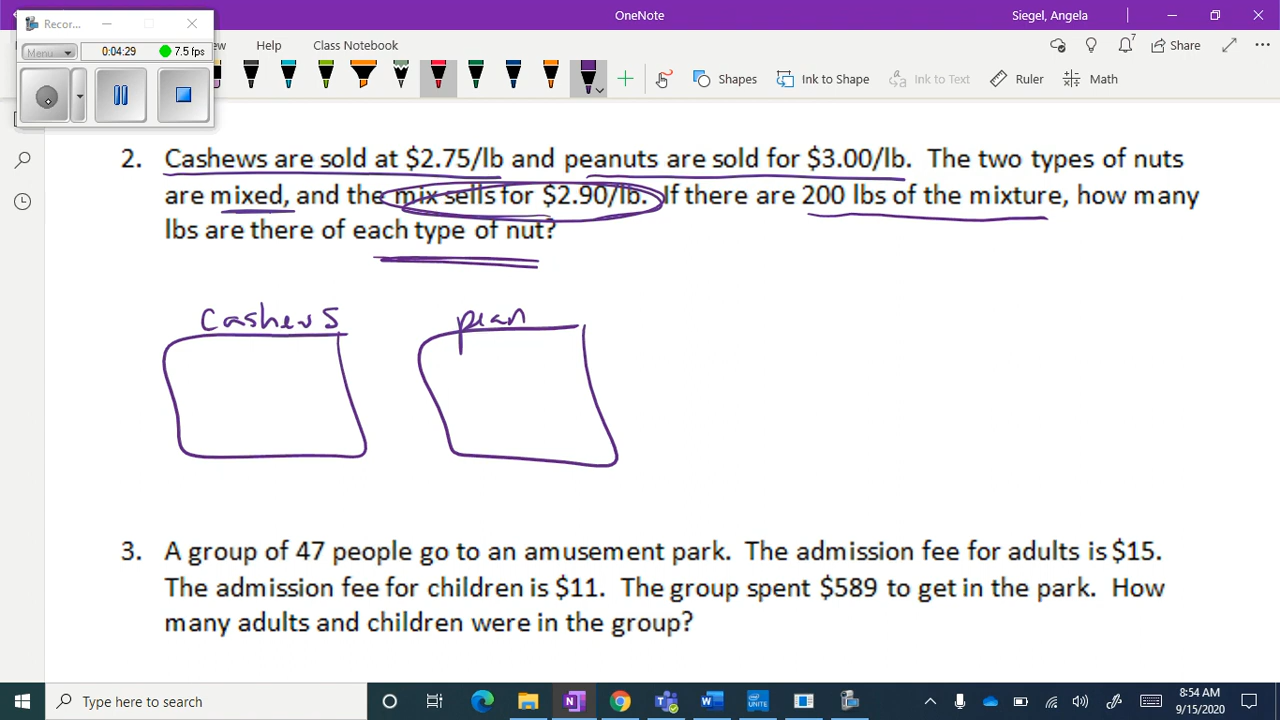 Recor...
OneNote
Siegel, Angela
Menu
0:04:29
7.5 fps
Help
Class Notebook
Share
Shapes
Ink to Shape
Ink to Text
Ruler
Math
2. Cashews are sold at $2.75/lb and peanuts are sold for $3.00/lb. The two types of nuts
are mixed, and the mix sells for $2.90/lb. If there are 200 lbs of the mixture, how many
lbs are there of each type of nut?
Cashews
pean
3. A group of 47 people go to an amusement park. The admission fee for adults is $15.
The admission fee for children is $11. The group spent $589 to get in the park. How
many adults and children were in the group?
Type here to search
8:54 AM
9/15/2020